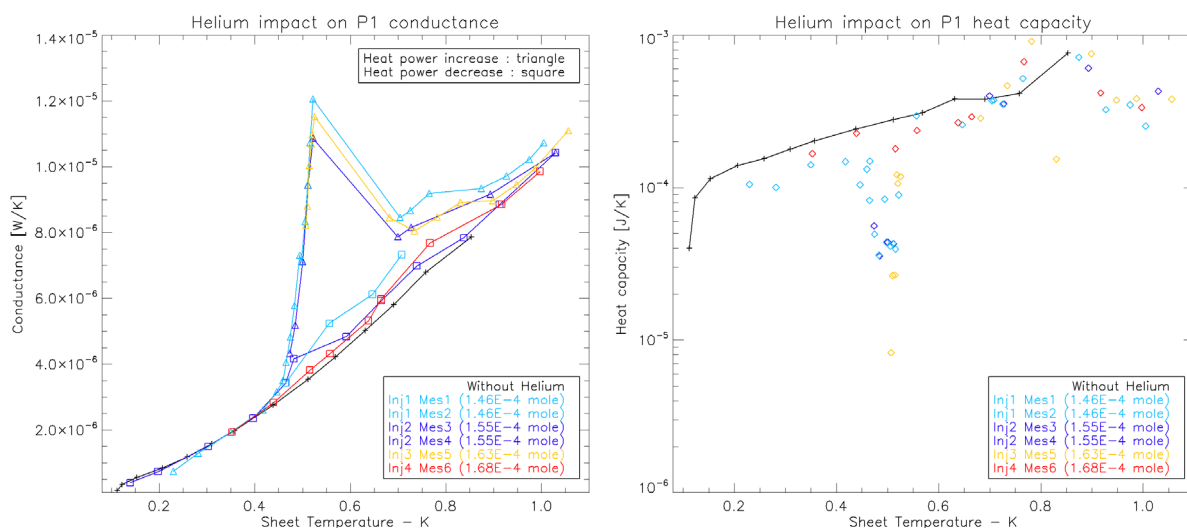 Helium impact on P1 conductance
1.4×10⁻⁵
1.2×10⁻⁵
1.0×10⁻⁵
8.0×10⁻⁶
6.0×10⁻⁶
4.0×10⁻⁶
2.0×10⁻⁶
Conductance [W/K]
Heat power increase : triangle
Heat power decrease : square
Without Helium
Inj1 Mes1 (1.46E-4 mole)
Inj1 Mes2 (1.46E-4 mole)
Inj2 Mes3 (1.55E-4 mole)
Inj2 Mes4 (1.55E-4 mole)
Inj3 Mes5 (1.63E-4 mole)
Inj4 Mes6 (1.68E-4 mole)
0.2 0.4 0.6 0.8 1.0
Sheet Temperature - K
Helium impact on P1 heat capacity
10⁻³
10⁻⁴
10⁻⁵
10⁻⁶
Heat capacity [J/K]
Without Helium
Inj1 Mes1 (1.46E-4 mole)
Inj1 Mes2 (1.46E-4 mole)
Inj2 Mes3 (1.55E-4 mole)
Inj2 Mes4 (1.55E-4 mole)
Inj3 Mes5 (1.63E-4 mole)
Inj4 Mes6 (1.68E-4 mole)
0.2 0.4 0.6 0.8 1.0
Sheet Temperature - K